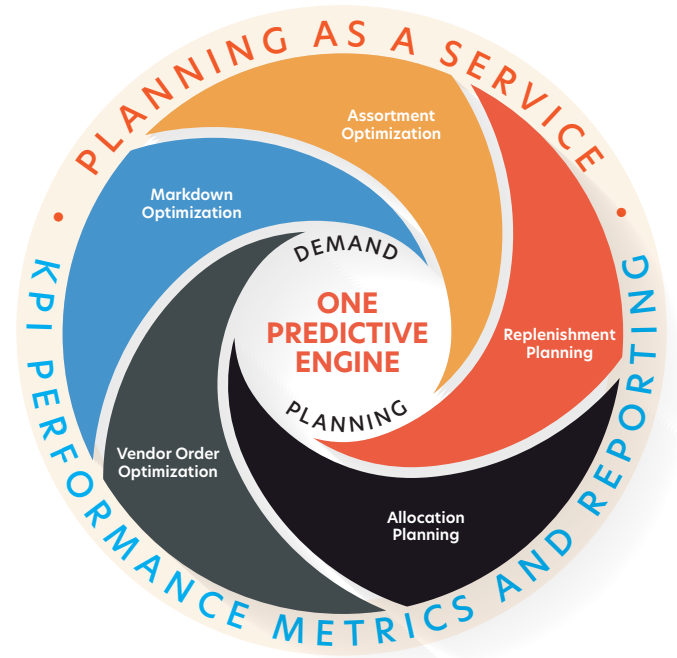 • PLANNING AS A SERVICE •
Assortment
Optimization
Markdown
Optimization
DEMAND
ONE
PREDICTIVE
ENGINE
PLANNING
Replenishment
Planning
Vendor Order
Optimization
Allocation
Planning
KPI PERFORMANCE METRICS AND REPORTING